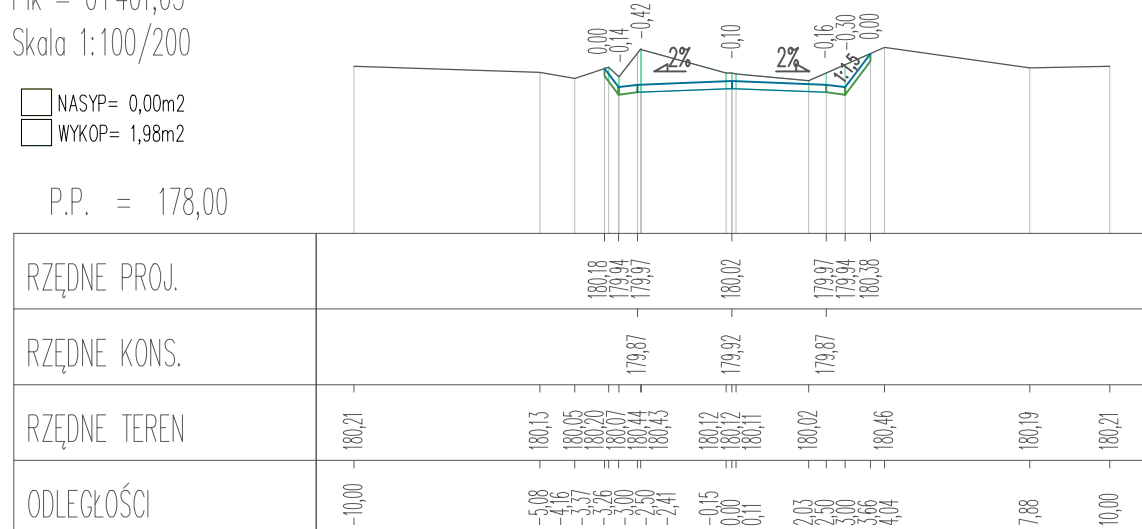 Skala 1:100/200
NASYP= 0,00m2
WYKOP= 1,98m2
P.P. = 178,00
0,00 -0,14 -0,42 -0,10 -0,16 -0,30 0,00
2% 2% 1:1,5
RZĘDNE PROJ. 180,18 179,94 179,97 180,02 179,97 179,94 180,38
RZĘDNE KONS. 179,87 179,92 179,87
RZĘDNE TEREN 180,21 180,13 180,05 180,20 180,07 180,44 180,43 180,12 180,12 180,11 180,02 180,46 180,19 180,21
ODLEGŁOŚCI -10,00 -5,08 -4,16 -3,37 -3,26 -3,00 -2,50 -2,41 -0,15 0,00 0,11 2,03 2,50 3,00 3,66 4,04 7,88 10,00